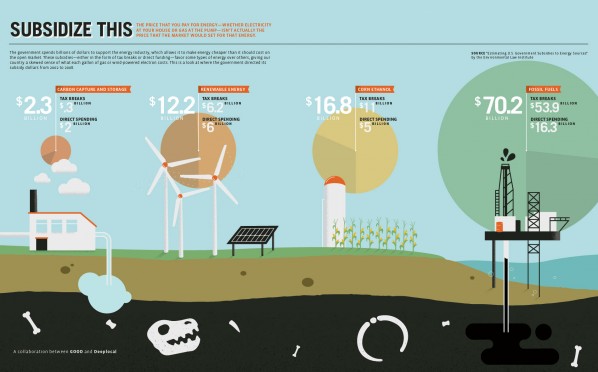 SUBSIDIZE THIS
THE PRICE THAT YOU PAY FOR ENERGY—WHETHER ELECTRICITY
AT YOUR HOUSE OR GAS AT THE PUMP—ISN'T ACTUALLY THE
PRICE THAT THE MARKET WOULD SET FOR THAT ENERGY.
The government spends billions of dollars to support the energy industry, which allows it to make energy cheaper than it should cost on
the open market. These subsidies—either in the form of tax breaks or direct funding—favor some types of energy over others, giving our
country a skewed sense of what each gallon of gas or wind-powered electrons costs. This is a look at where the government directed its
subsidy dollars from 2002 to 2008.
SOURCE "Estimating U.S. Government Subsidies to Energy Sources"
by the Environmental Law Institute
CARBON CAPTURE AND STORAGE
$2.3
BILLION
TAX BREAKS
$.3 BILLION
DIRECT SPENDING
$2 BILLION
RENEWABLE ENERGY
$12.2
BILLION
TAX BREAKS
$6.2 BILLION
DIRECT SPENDING
$6 BILLION
CORN ETHANOL
$16.8
BILLION
TAX BREAKS
$11 BILLION
DIRECT SPENDING
$5 BILLION
FOSSIL FUELS
$70.2
BILLION
TAX BREAKS
$53.9 BILLION
DIRECT SPENDING
$16.3 BILLION
A collaboration between GOOD and Deeplocal